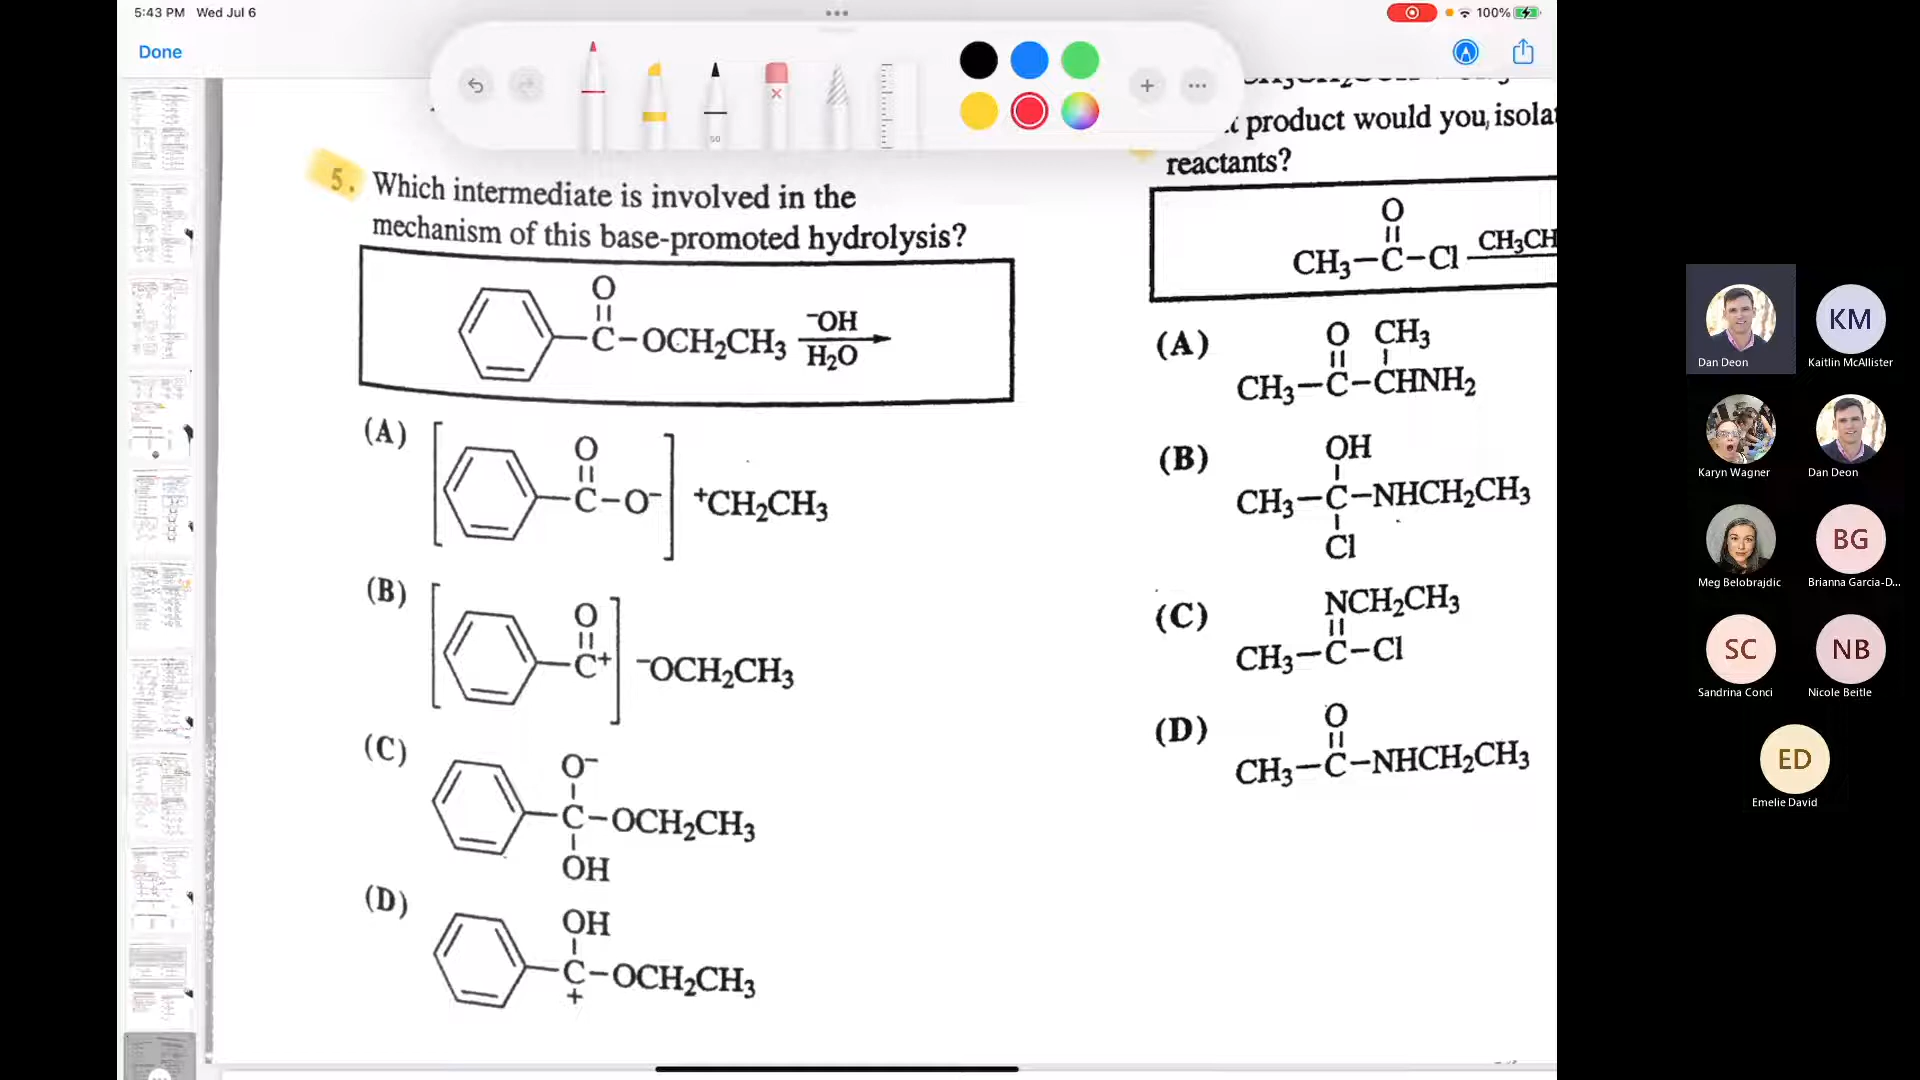 5:43 PM Wed Jul 6
100%
Done
50
5. Which intermediate is involved in the
mechanism of this base-promoted hydrolysis?
O
C–OCH₂CH₃
⁻OH
H₂O
(A)
O
C–O⁻
⁺CH₂CH₃
(B)
O
C⁺
⁻OCH₂CH₃
(C)
O⁻
C–OCH₂CH₃
OH
(D)
OH
C–OCH₂CH₃
+
product would you isola
reactants?
O
CH₃–C–Cl
CH₃CH
(A)
O CH₃
CH₃–C–CHNH₂
(B)
OH
CH₃–C–NHCH₂CH₃
Cl
(C)
NCH₂CH₃
CH₃–C–Cl
(D)
O
CH₃–C–NHCH₂CH₃
Dan Deon
KM
Kaitlin McAllister
Karyn Wagner
Dan Deon
Meg Belobrajdic
BG
Brianna Garcia-D...
SC
Sandrina Conci
NB
Nicole Beitle
ED
Emelie David